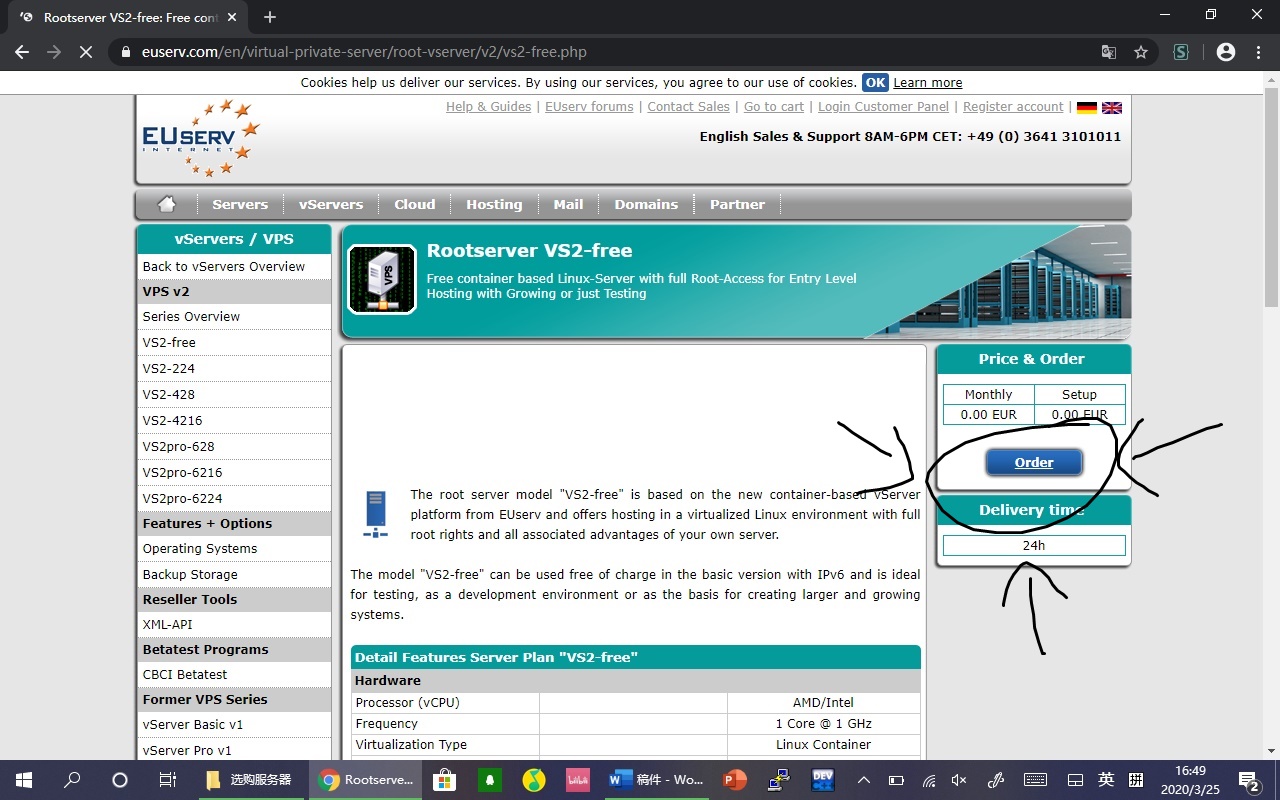 Rootserver VS2-free: Free cont
euserv.com/en/virtual-private-server/root-vserver/v2/vs2-free.php
Cookies help us deliver our services. By using our services, you agree to our use of cookies. OK Learn more
Help & Guides | EUserv forums | Contact Sales | Go to cart | Login Customer Panel | Register account |
EUSERV
INTERNET
English Sales & Support 8AM-6PM CET: +49 (0) 3641 3101011
Servers vServers Cloud Hosting Mail Domains Partner
vServers / VPS
Back to vServers Overview
VPS v2
Series Overview
VS2-free
VS2-224
VS2-428
VS2-4216
VS2pro-628
VS2pro-6216
VS2pro-6224
Features + Options
Operating Systems
Backup Storage
Reseller Tools
XML-API
Betatest Programs
CBCI Betatest
Former VPS Series
vServer Basic v1
vServer Pro v1
VPS
Rootserver VS2-free
Free container based Linux-Server with full Root-Access for Entry Level
Hosting with Growing or just Testing
The root server model "VS2-free" is based on the new container-based vServer
platform from EUserv and offers hosting in a virtualized Linux environment with full
root rights and all associated advantages of your own server.
The model "VS2-free" can be used free of charge in the basic version with IPv6 and is ideal
for testing, as a development environment or as the basis for creating larger and growing
systems.
Detail Features Server Plan "VS2-free"
Hardware
Processor (vCPU) AMD/Intel
Frequency 1 Core @ 1 GHz
Virtualization Type Linux Container
Price & Order
Monthly Setup
0.00 EUR 0.00 EUR
Order
Delivery time
24h
选购服务器
Rootserve...
稿件 - Wo...
DEV
英
拼
16:49
2020/3/25
2